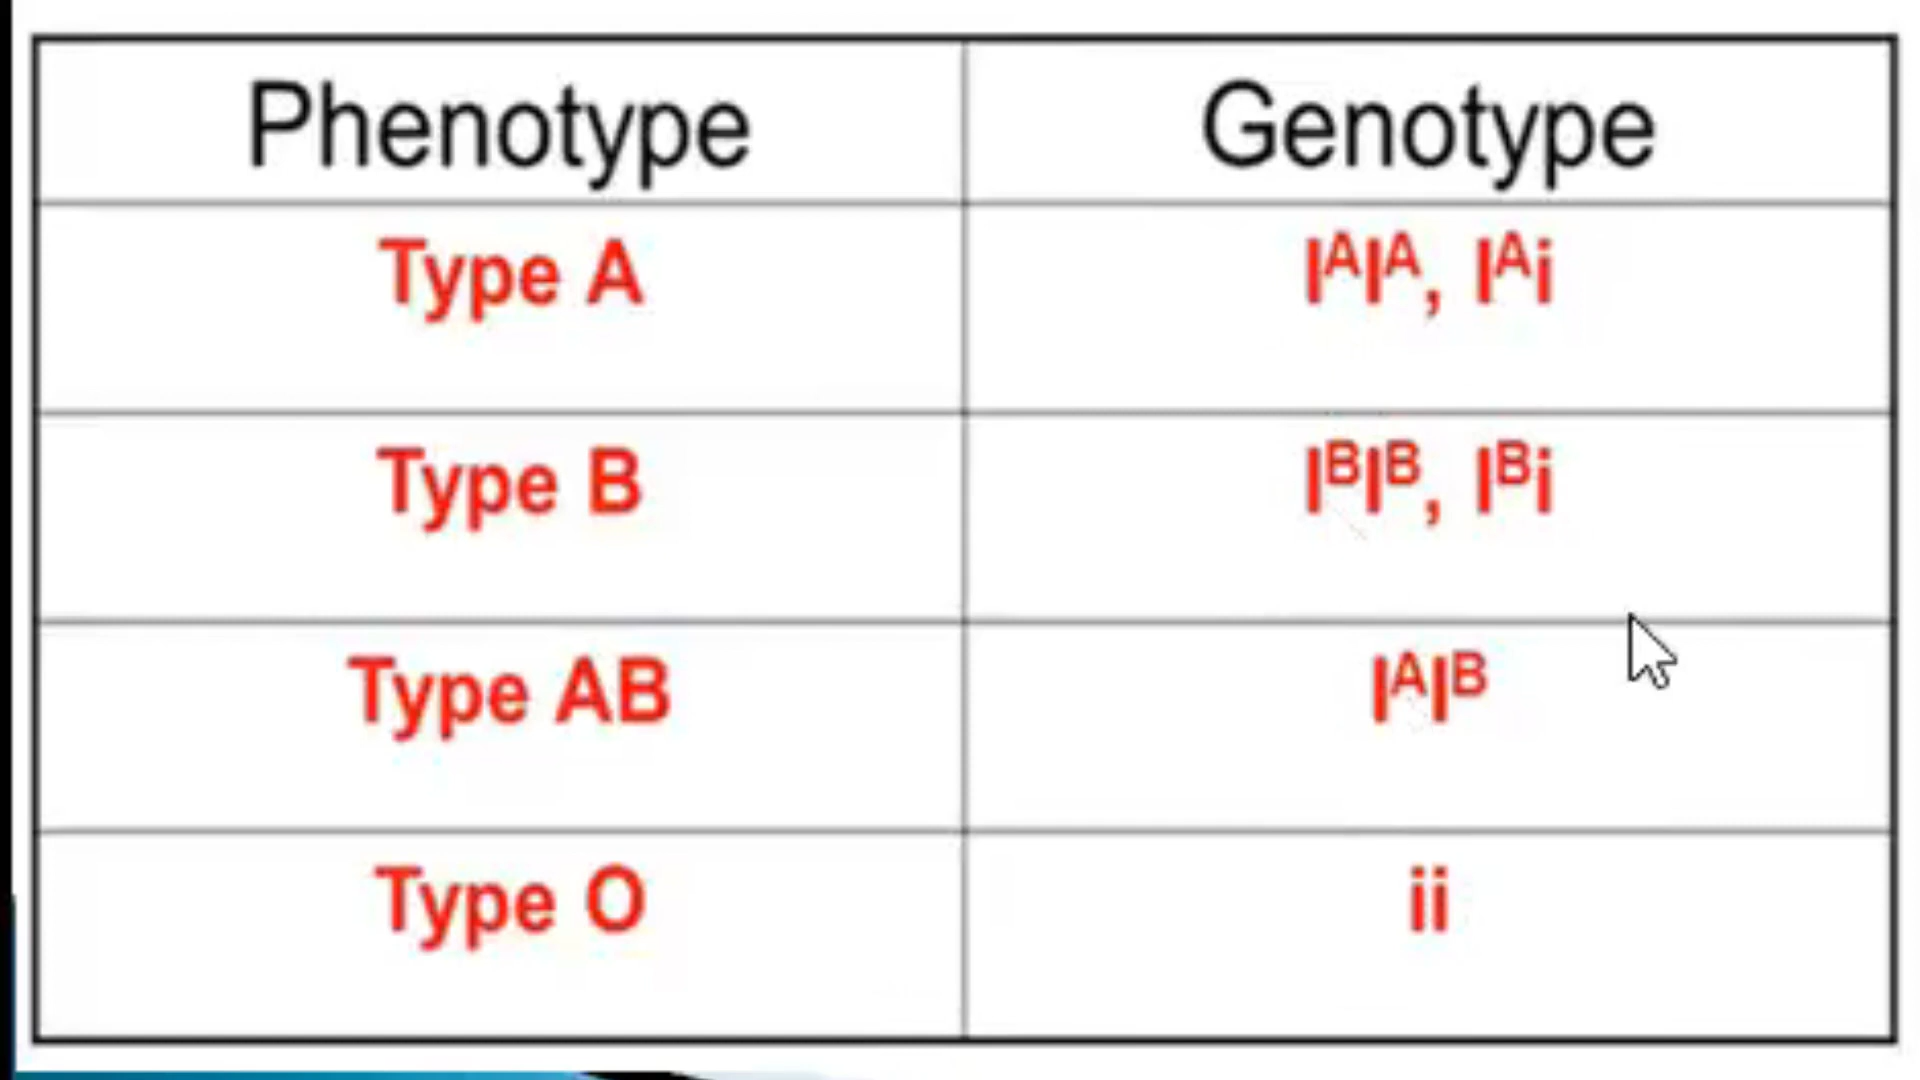 Phenotype Genotype
Type A IᴬIᴬ, Iᴬi
Type B IᴮIᴮ, Iᴮi
Type AB IᴬIᴮ
Type O ii